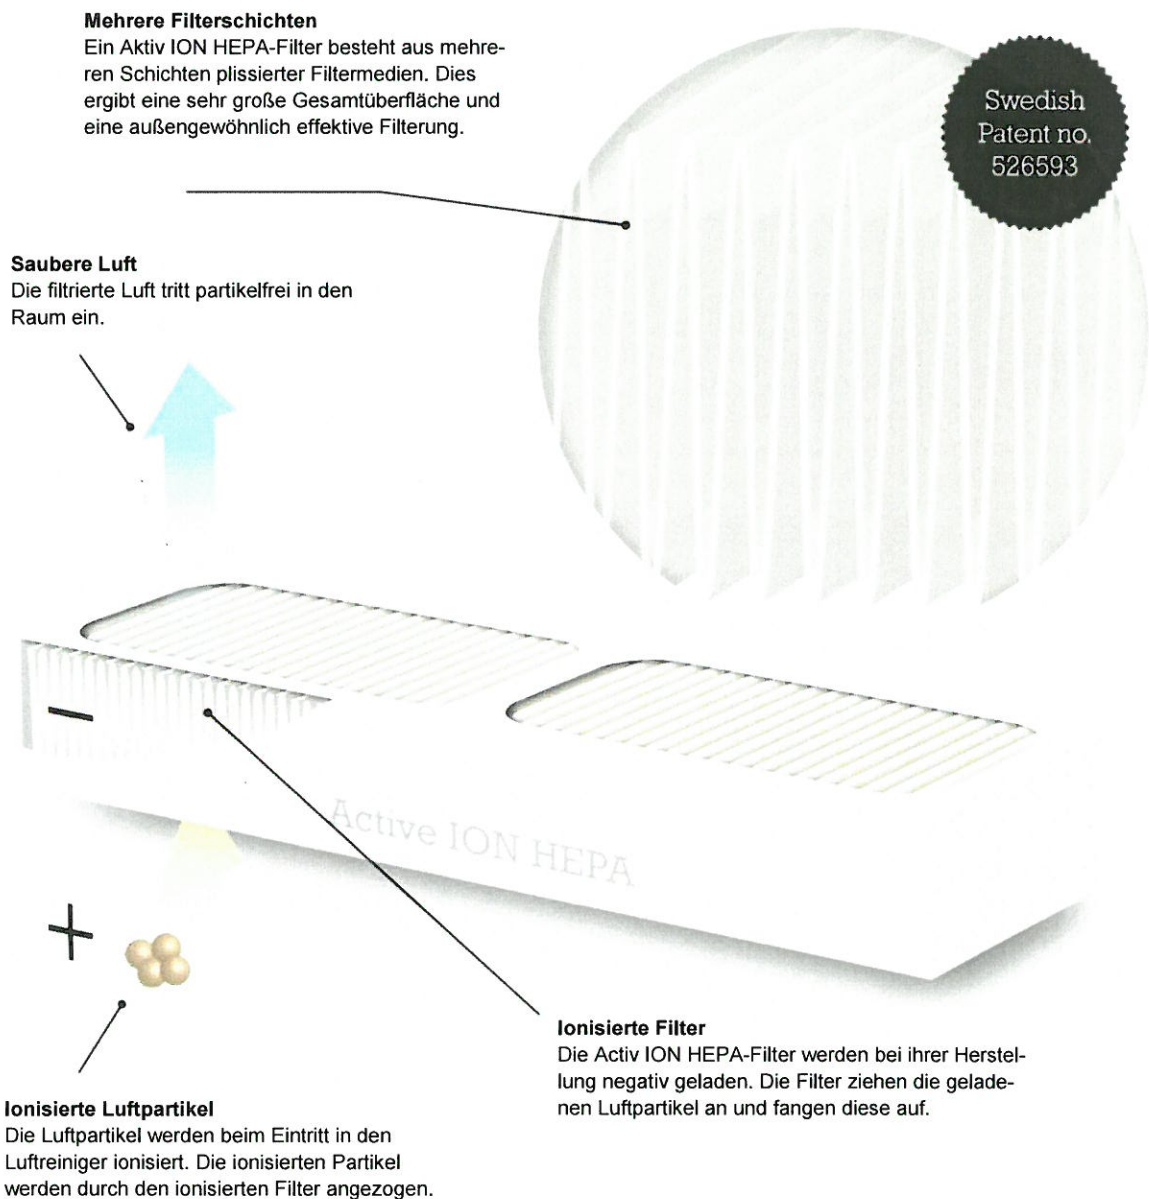 Mehrere Filterschichten
Ein Aktiv ION HEPA-Filter besteht aus mehre-
ren Schichten plissierter Filtermedien. Dies
ergibt eine sehr große Gesamtüberfläche und
eine außengewöhnlich effektive Filterung.
Swedish
Patent no.
526593
Saubere Luft
Die filtrierte Luft tritt partikelfrei in den
Raum ein.
–
Active ION HEPA
+
Ionisierte Filter
Die Activ ION HEPA-Filter werden bei ihrer Herstel-
lung negativ geladen. Die Filter ziehen die gelade-
nen Luftpartikel an und fangen diese auf.
Ionisierte Luftpartikel
Die Luftpartikel werden beim Eintritt in den
Luftreiniger ionisiert. Die ionisierten Partikel
werden durch den ionisierten Filter angezogen.